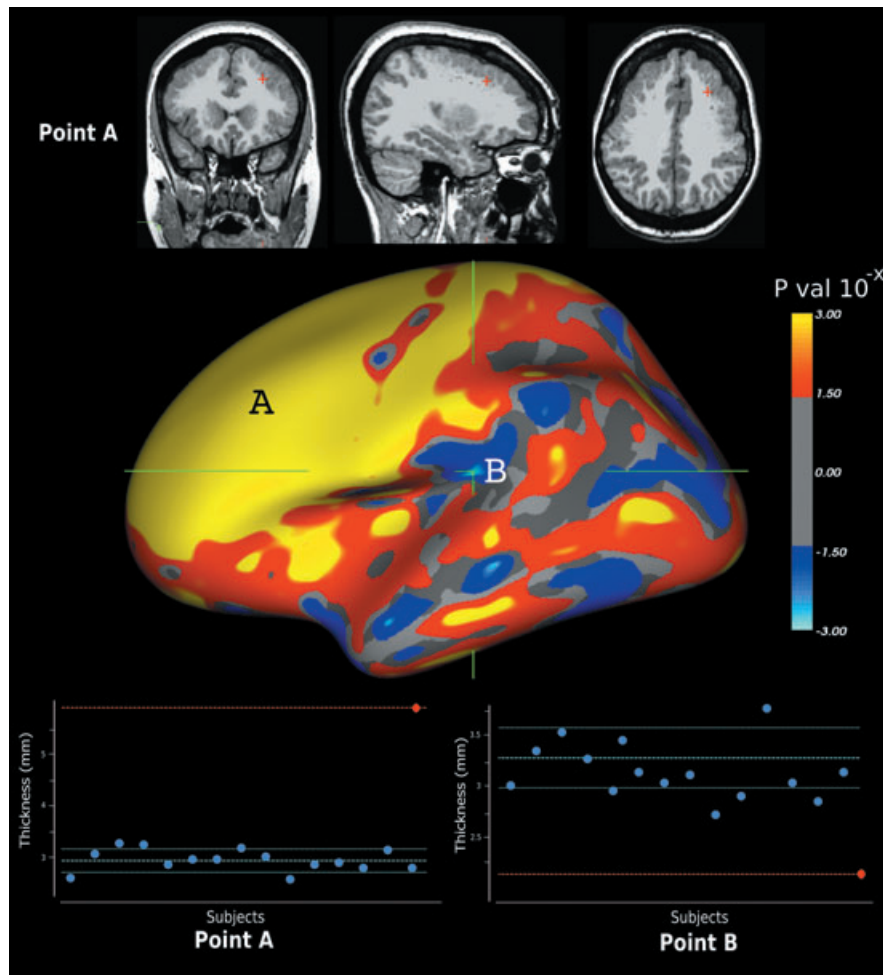 Point A
P val 10^-x
3.00
1.50
0.00
-1.50
-3.00
A
B
Thickness (mm)
5
4
3
Subjects
Point A
Thickness (mm)
3.5
3
2.5
Subjects
Point B